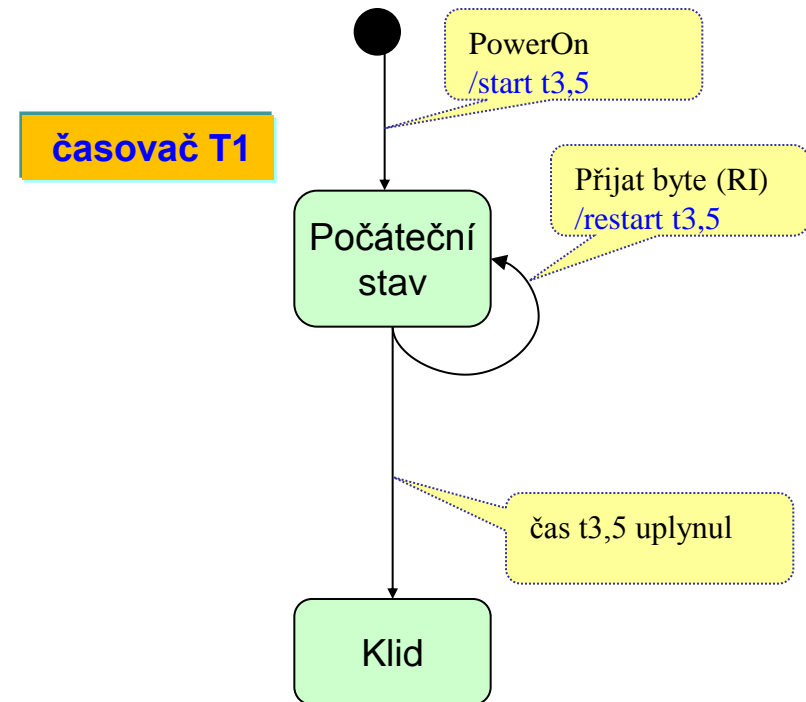 PowerOn
/start t3,5
časovač T1
Přijat byte (RI)
/restart t3,5
Počáteční
stav
čas t3,5 uplynul
Klid